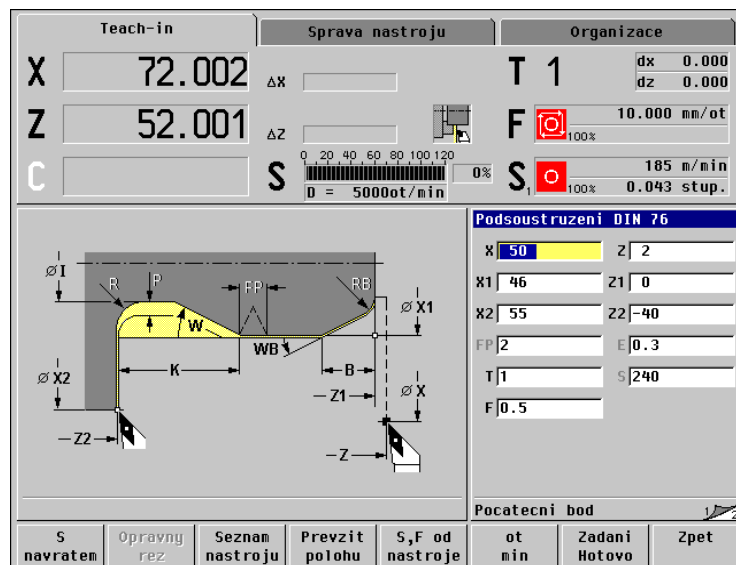 Teach-in
Sprava nastroju
Organizace
X 72.002 ΔX
T 1 dx 0.000
dz 0.000
Z 52.001 ΔZ
F 100% 10.000 mm/ot
C
S 0 20 40 60 80 100 120 0%
D = 5000ot/min
S1 100% 185 m/min
0.043 stup.
Podsoustruzeni DIN 76
X 50 Z 2
X1 46 Z1 0
X2 55 Z2 -40
FP 2 E 0.3
T 1 S 240
F 0.5
⌀ I
R
P
FP
RB
⌀ X1
W
WB
K
B
⌀ X2
Z1
⌀ X
Z2
Z
Pocatecni bod 1 2
S navratem
Opravny rez
Seznam nastroju
Prevzit polohu
S,F od nastroje
ot min
Zadani Hotovo
Zpet